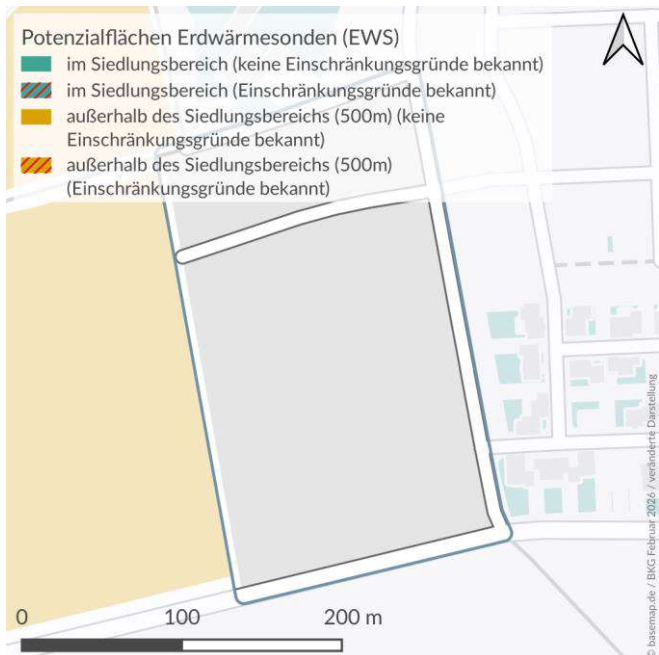 Potenzialflächen Erdwärmesonden (EWS)
im Siedlungsbereich (keine Einschränkungsgründe bekannt)
im Siedlungsbereich (Einschränkungsgründe bekannt)
außerhalb des Siedlungsbereichs (500m) (keine
Einschränkungsgründe bekannt)
außerhalb des Siedlungsbereichs (500m)
(Einschränkungsgründe bekannt)
0 100 200 m
© basemap.de / BKG Februar 2026 / veränderte Darstellung